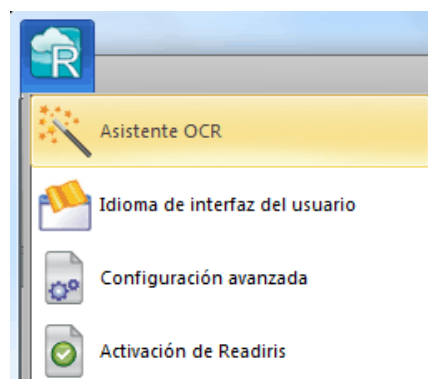 R
Asistente OCR
Idioma de interfaz del usuario
Configuración avanzada
Activación de Readiris